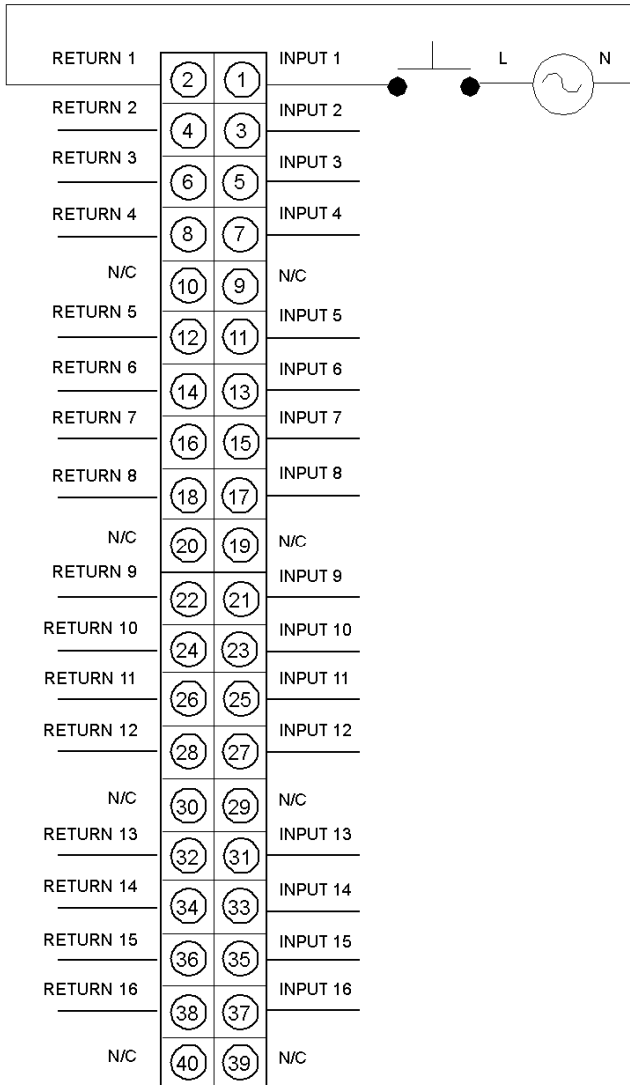 RETURN 1 2 1 INPUT 1 L N
RETURN 2 4 3 INPUT 2
RETURN 3 6 5 INPUT 3
RETURN 4 8 7 INPUT 4
N/C 10 9 N/C
RETURN 5 12 11 INPUT 5
RETURN 6 14 13 INPUT 6
RETURN 7 16 15 INPUT 7
RETURN 8 18 17 INPUT 8
N/C 20 19 N/C
RETURN 9 22 21 INPUT 9
RETURN 10 24 23 INPUT 10
RETURN 11 26 25 INPUT 11
RETURN 12 28 27 INPUT 12
N/C 30 29 N/C
RETURN 13 32 31 INPUT 13
RETURN 14 34 33 INPUT 14
RETURN 15 36 35 INPUT 15
RETURN 16 38 37 INPUT 16
N/C 40 39 N/C